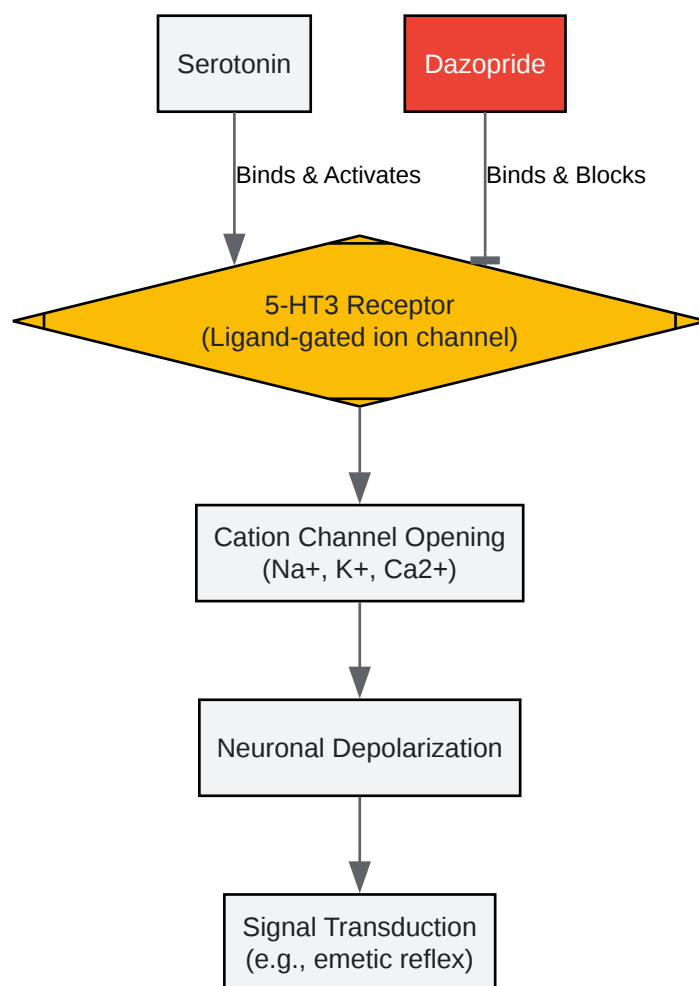 Serotonin
Dazopride
Binds & Activates
Binds & Blocks
5-HT3 Receptor
(Ligand-gated ion channel)
Cation Channel Opening
(Na+, K+, Ca2+)
Neuronal Depolarization
Signal Transduction
(e.g., emetic reflex)